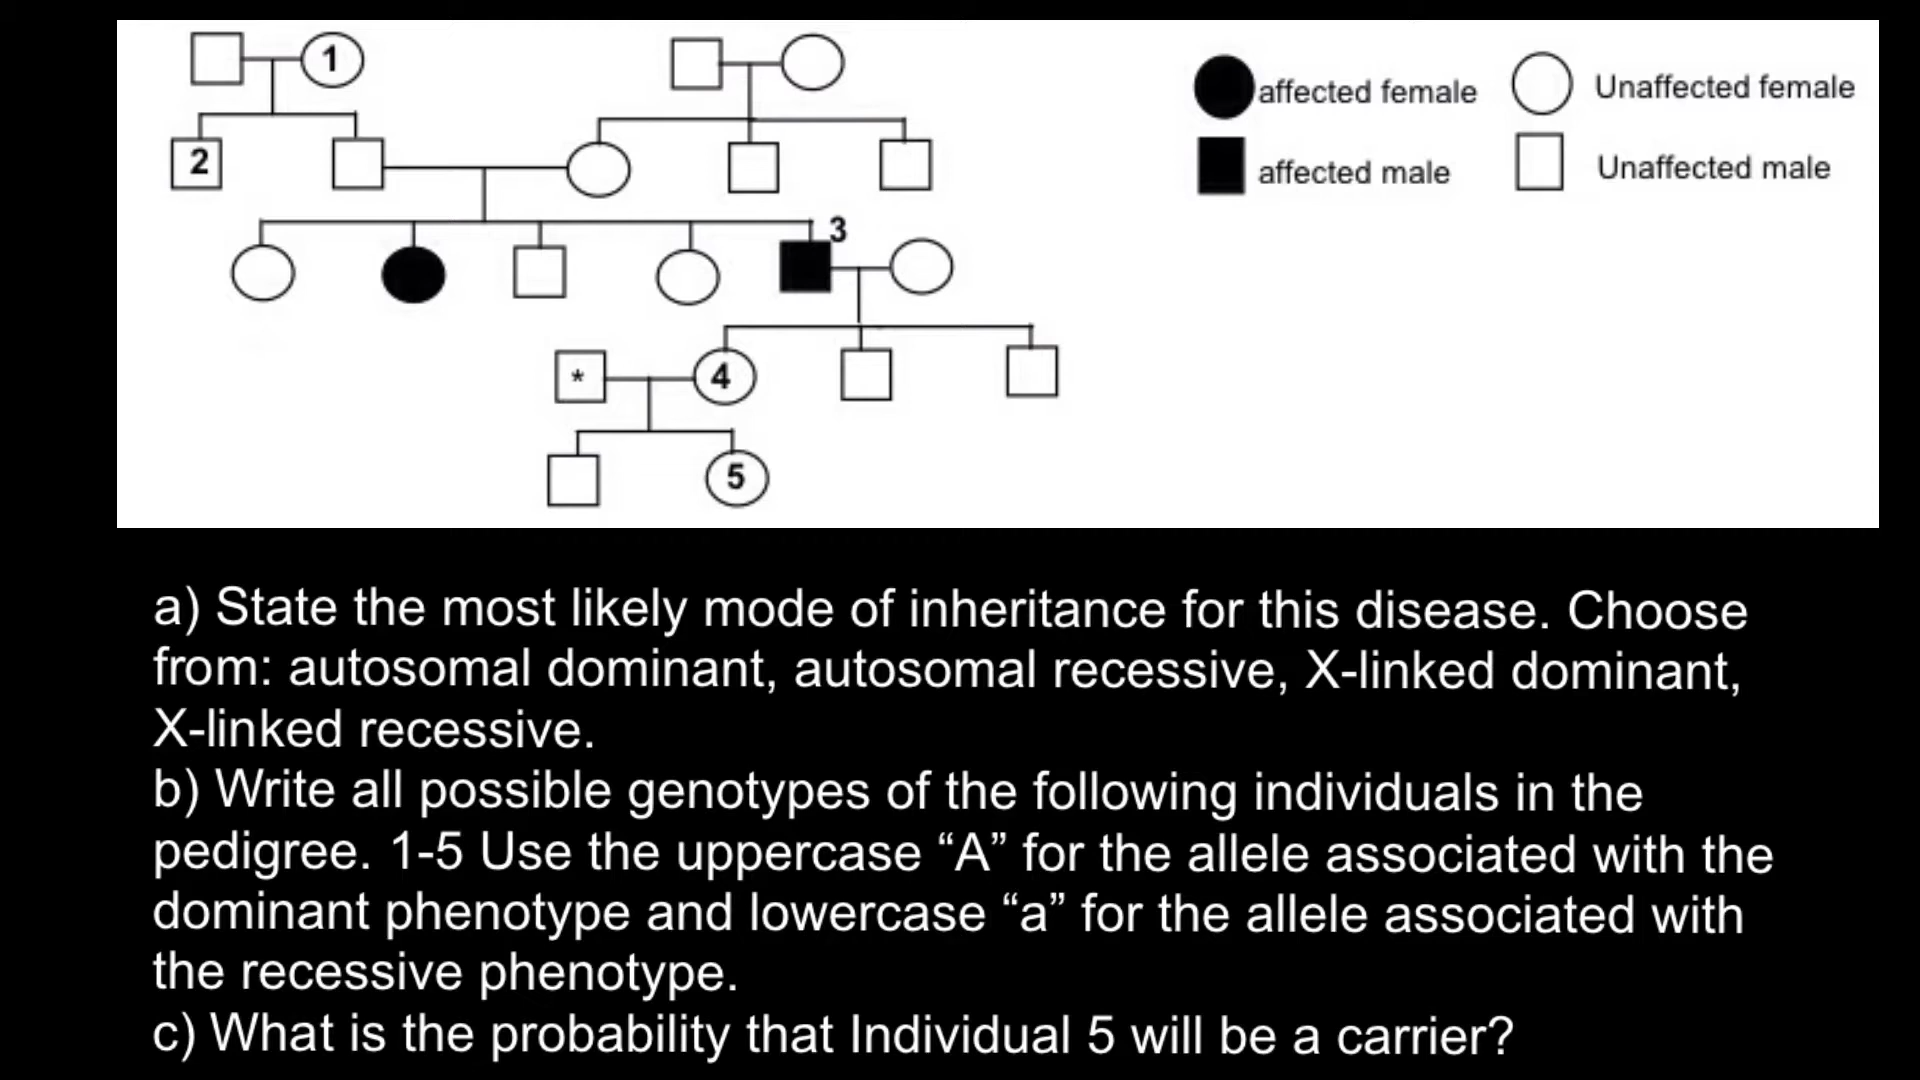 1
2
3
affected female
Unaffected female
affected male
Unaffected male
*
4
5
a) State the most likely mode of inheritance for this disease. Choose
from: autosomal dominant, autosomal recessive, X-linked dominant,
X-linked recessive.
b) Write all possible genotypes of the following individuals in the
pedigree. 1-5 Use the uppercase “A” for the allele associated with the
dominant phenotype and lowercase “a” for the allele associated with
the recessive phenotype.
c) What is the probability that Individual 5 will be a carrier?